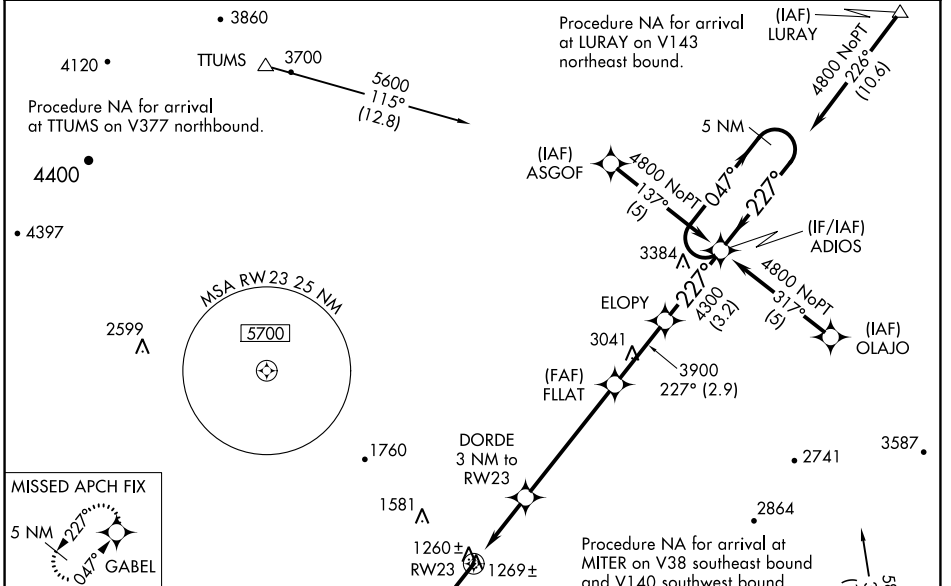 3860
(IAF)
LURAY
Procedure NA for arrival
at LURAY on V143
northeast bound.
4800 NoPT
226°
(10.6)
TTUMS
3700
4120
5600
115°
(12.8)
Procedure NA for arrival
at TTUMS on V377 northbound.
4400
4397
5 NM
(IAF)
ASGOF
4800 NoPT
137°
(5)
047°
227°
(IF/IAF)
ADIOS
3384
4800 NoPT
317°
(5)
(IAF)
OLAJO
227°
4300
(3.2)
ELOPY
MSA RW23 25 NM
5700
2599
3041
3900
227° (2.9)
(FAF)
FLLAT
DORDE
3 NM to
RW23
1760
2741
3587
2864
1581
MISSED APCH FIX
5 NM
227°
047°
GABEL
1260±
RW23
1269±
Procedure NA for arrival at
MITER on V38 southeast bound
and V140 southwest bound.